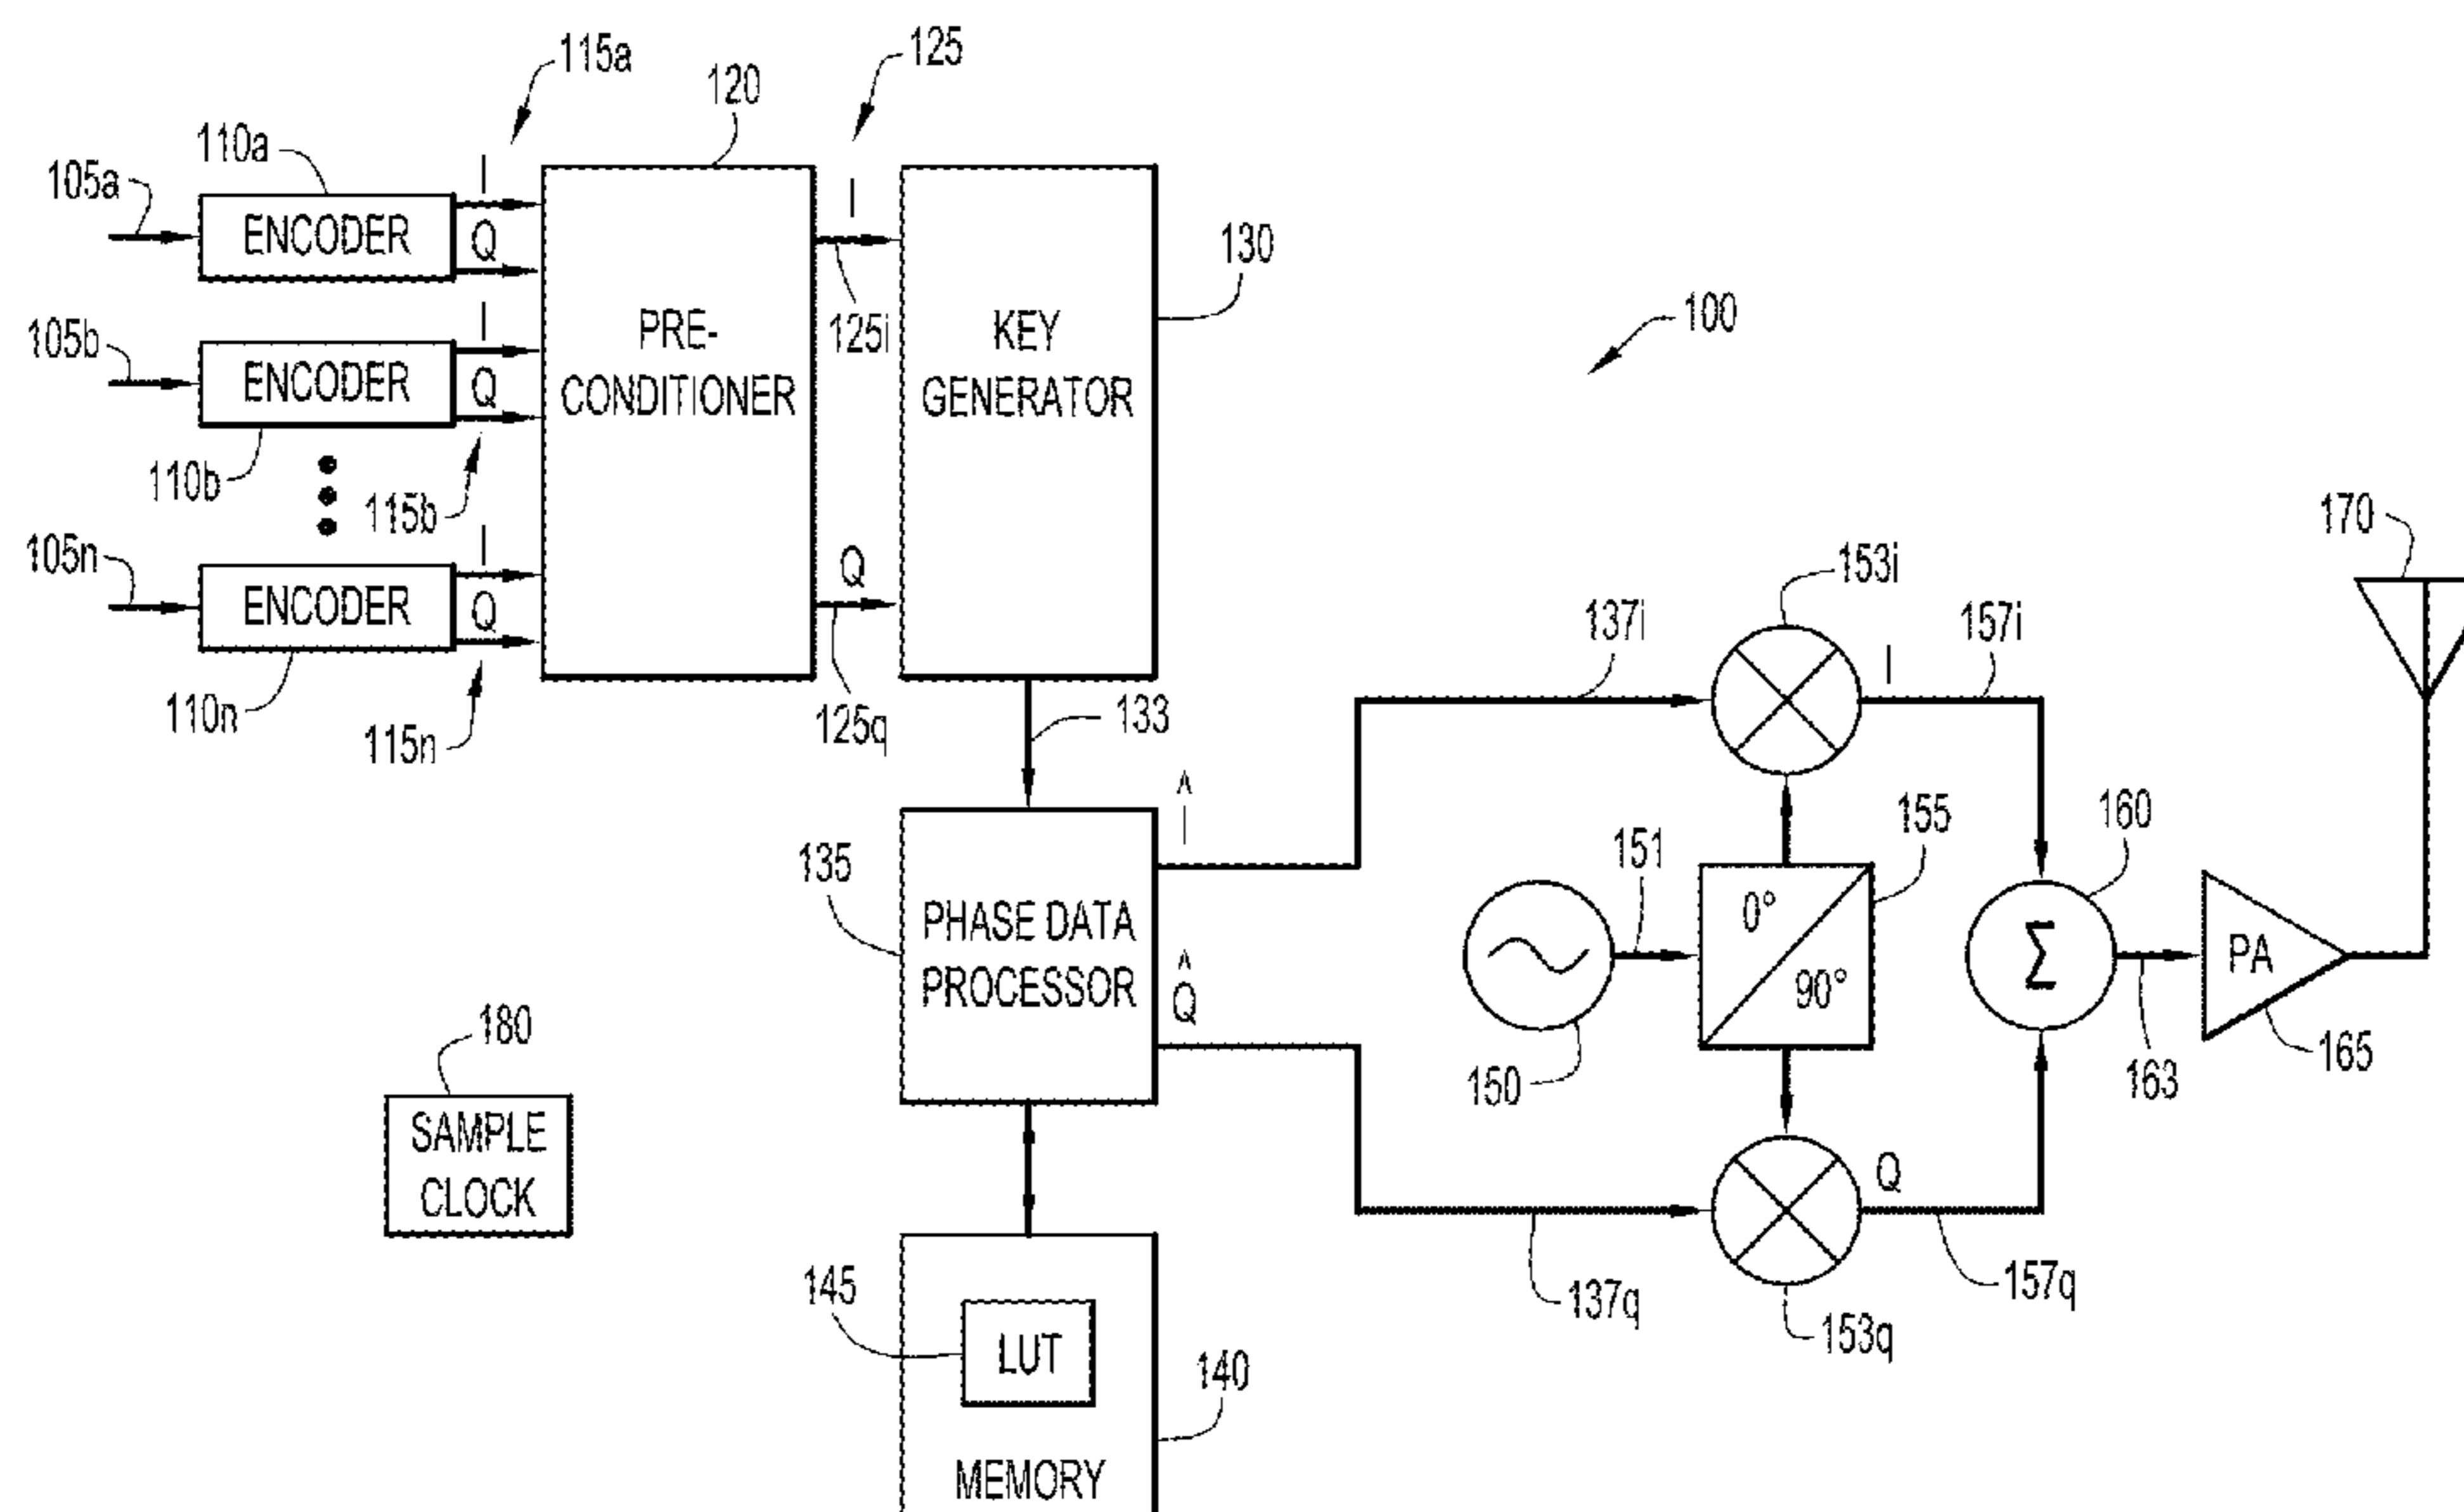 115a
125
120
110a
105a
I
ENCODER
Q
I
130
105b
I
ENCODER
Q
PRE-
CONDITIONER
125i
KEY
GENERATOR
100
110b
115b
105n
I
ENCODER
Q
Q
110n
115n
125q
133
170
153i
137i
I
157i
^
I
135
PHASE DATA
PROCESSOR
^
Q
151
155
160
0°
90°
Σ
PA
150
163
165
180
SAMPLE
CLOCK
Q
137q
157q
153q
145
LUT
140
MEMORY